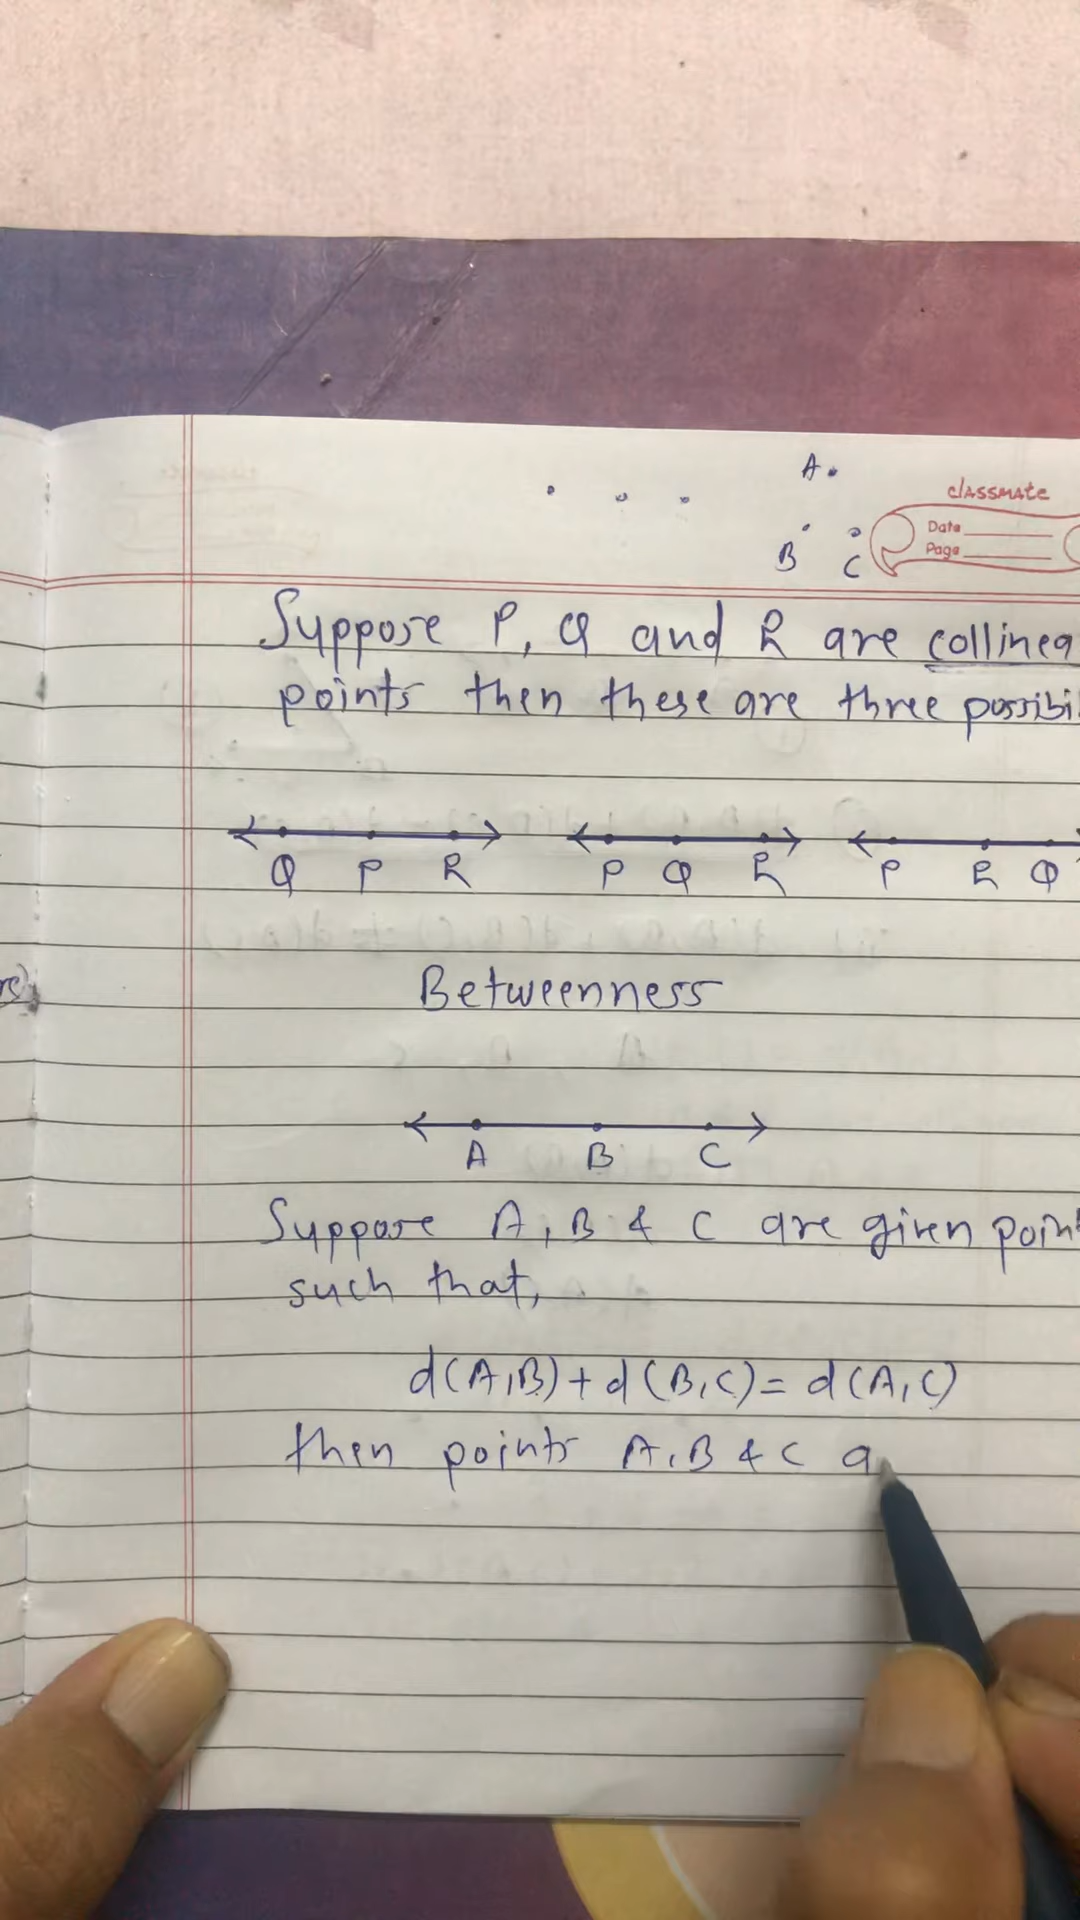 A.
classmate
Date
Page
B C
Suppose P, Q and R are collinea
points then these are three possibi
Q P R P Q R P R Q
Betweenness
A B C
Suppose A, B & C are given point
such that,
d(A,B) + d(B,C) = d(A,C)
then points A, B & C a